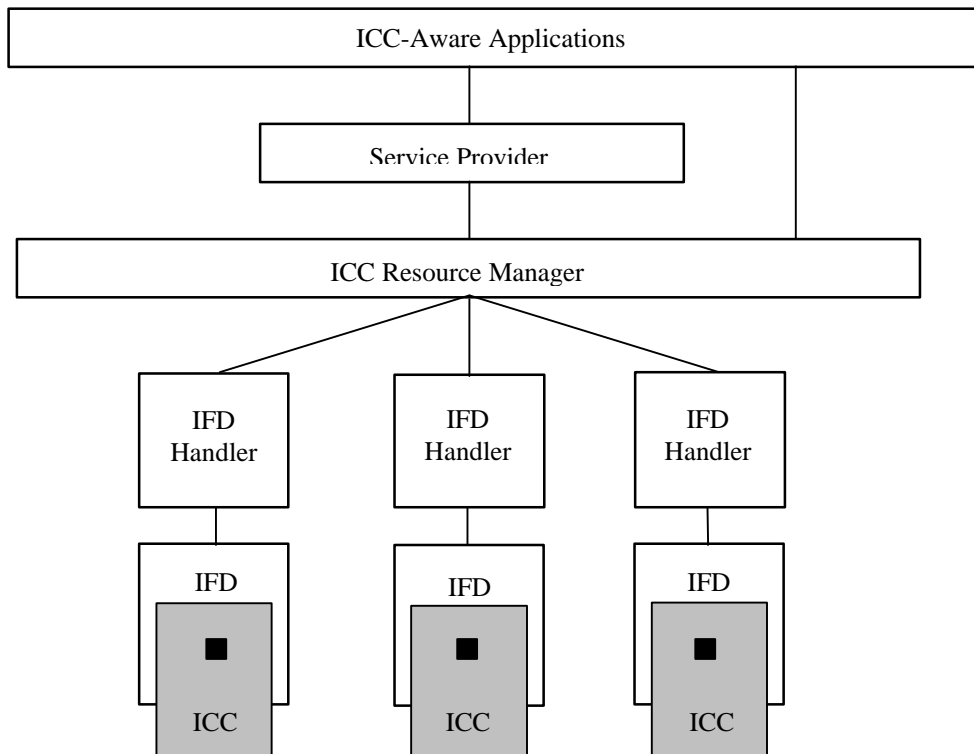 ICC-Aware Applications
Service Provider
ICC Resource Manager
IFD
Handler
IFD
Handler
IFD
Handler
IFD
IFD
IFD
ICC
ICC
ICC